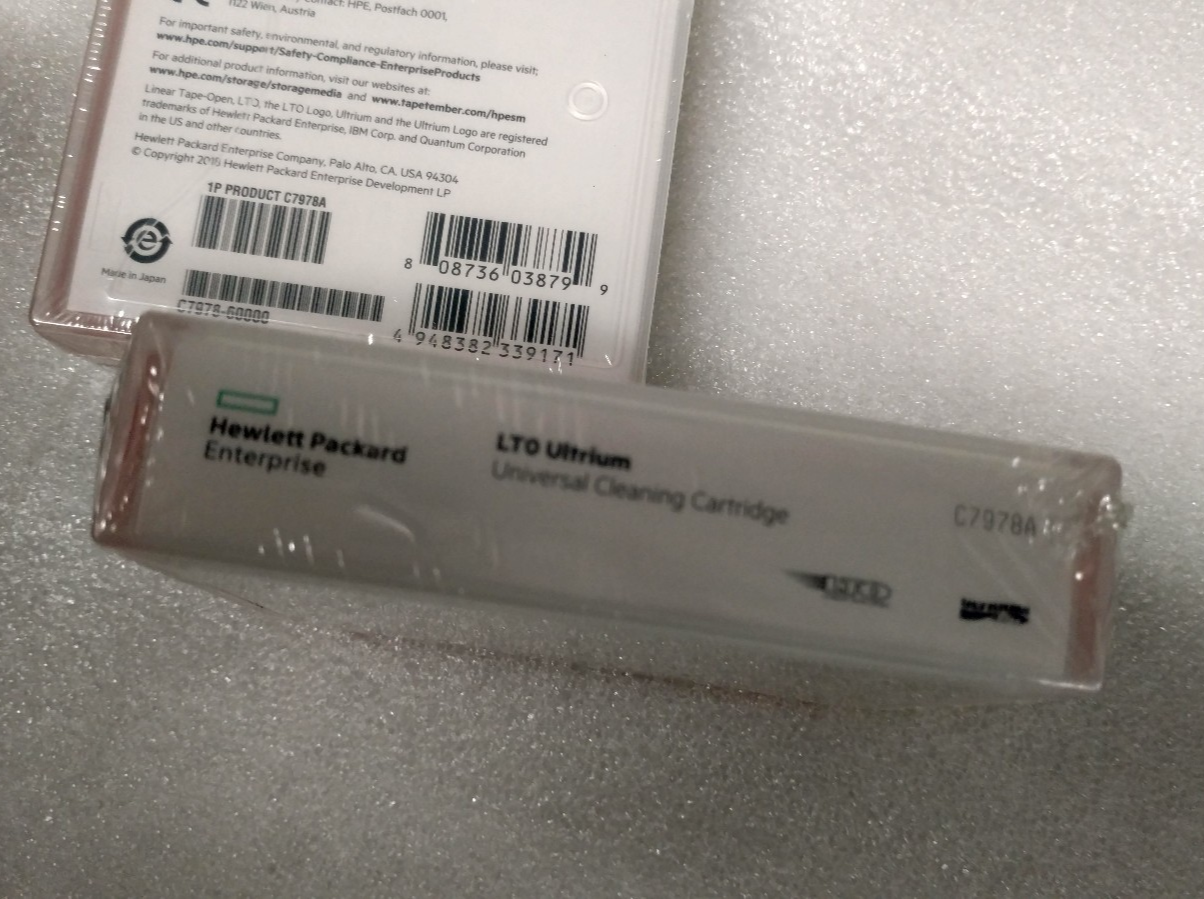 Contact: HPE, Postfach 0001,
1122 Wien, Austria
For important safety, environmental, and regulatory information, please visit;
www.hpe.com/support/Safety-Compliance-EnterpriseProducts
For additional product information, visit our websites at:
www.hpe.com/storage/storagemedia and www.tapetember.com/hpesm
Linear Tape-Open, LTO, the LTO Logo, Ultrium and the Ultrium Logo are registered
trademarks of Hewlett Packard Enterprise, IBM Corp. and Quantum Corporation
in the US and other countries.
Hewlett Packard Enterprise Company, Palo Alto, CA. USA 94304
© Copyright 2015 Hewlett Packard Enterprise Development LP
1P PRODUCT C7978A
8 08736 03879 9
Made in Japan
C7978-60000
4 948382 339171
Hewlett Packard
Enterprise
LTO Ultrium
Universal Cleaning Cartridge
C7978A